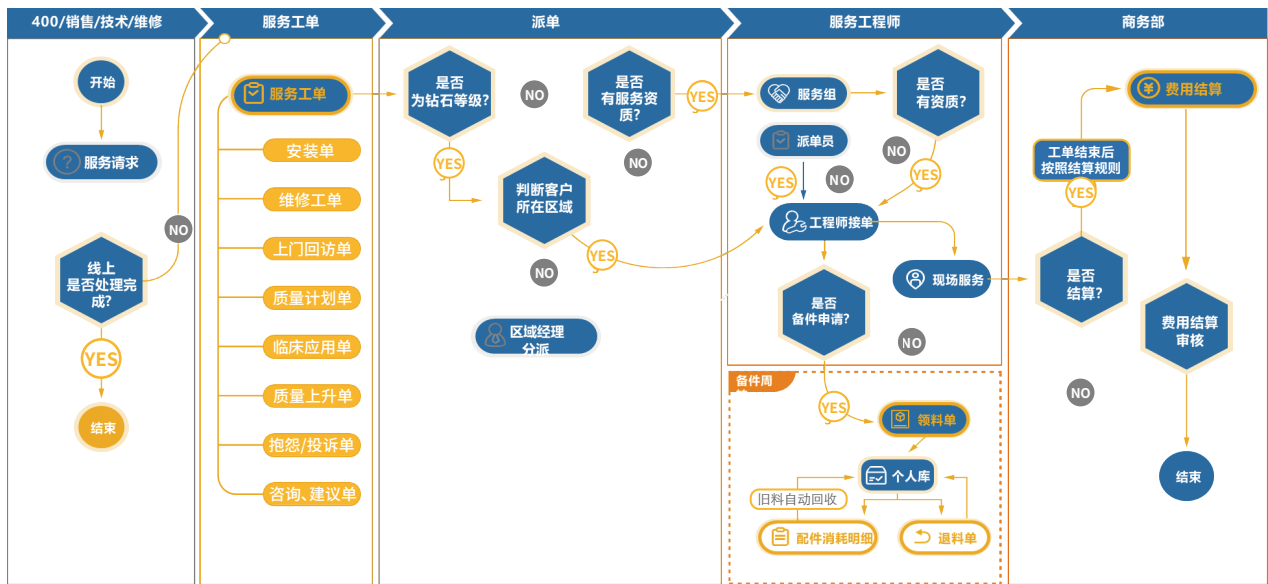 400/销售/技术/维修
服务工单
派单
服务工程师
商务部
开始
服务请求
NO
线上
是否处理完
成?
YES
结束
服务工单
安装单
维修工单
上门回访单
质量计划单
临床应用单
质量上升单
抱怨/投诉单
咨询、建议单
是否
为钻石等级?
NO
是否
有服务资
质?
YES
YES
NO
判断客户
所在区域
YES
NO
区域经理
分派
服务组
是否
有资质?
派单员
NO
YES
NO
YES
工程师接单
现场服务
是否
备件申请?
NO
备件周
YES
领料单
个人库
旧料自动回收
配件消耗明细
退料单
费用结算
工单结束后
按照结算规则
YES
是否
结算?
费用结算
审核
NO
结束